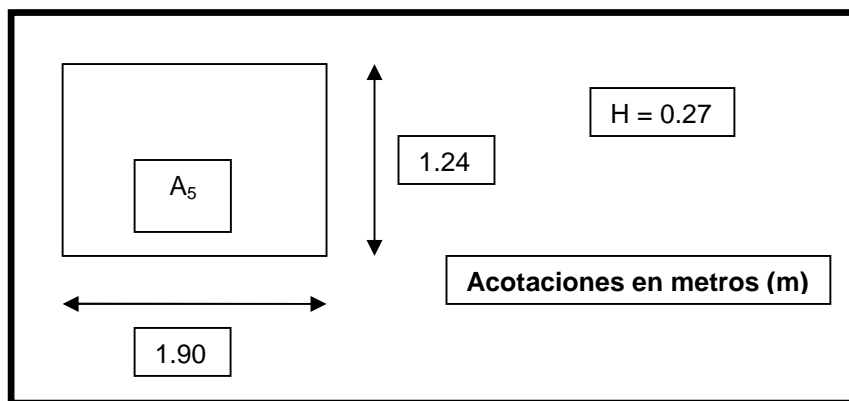 H = 0.27
1.24
A₅
Acotaciones en metros (m)
1.90